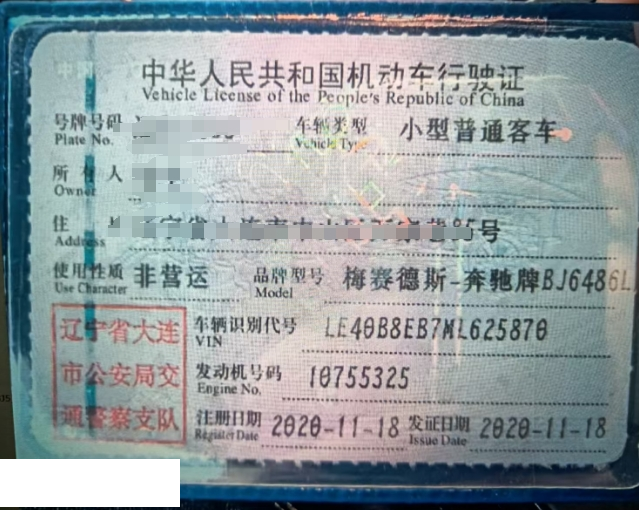 中华人民共和国机动车行驶证
Vehicle License of the People's Republic of China
号牌号码 车辆类型 小型普通客车
Plate No. Vehicle Type
所有人
Owner
住
Address 号
使用性质 非营运 品牌型号 梅赛德斯-奔驰牌BJ6486L
Use Character Model
辽宁省大连 车辆识别代号 LE40B8EB7ML625870
VIN
市公安局交 发动机号码 10755325
Engine No.
通警察支队 注册日期 2020-11-18 发证日期 2020-11-18
Register Date Issue Date